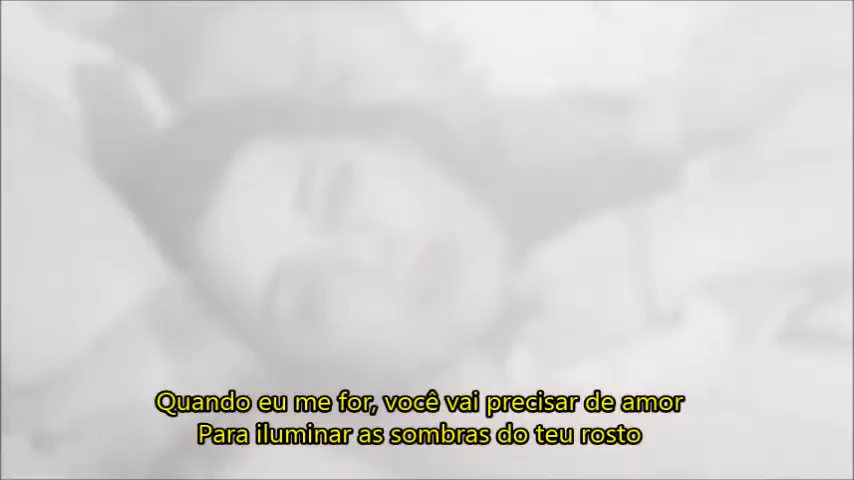 Quando eu me for, você vai precisar de amor
Para iluminar as sombras do teu rosto